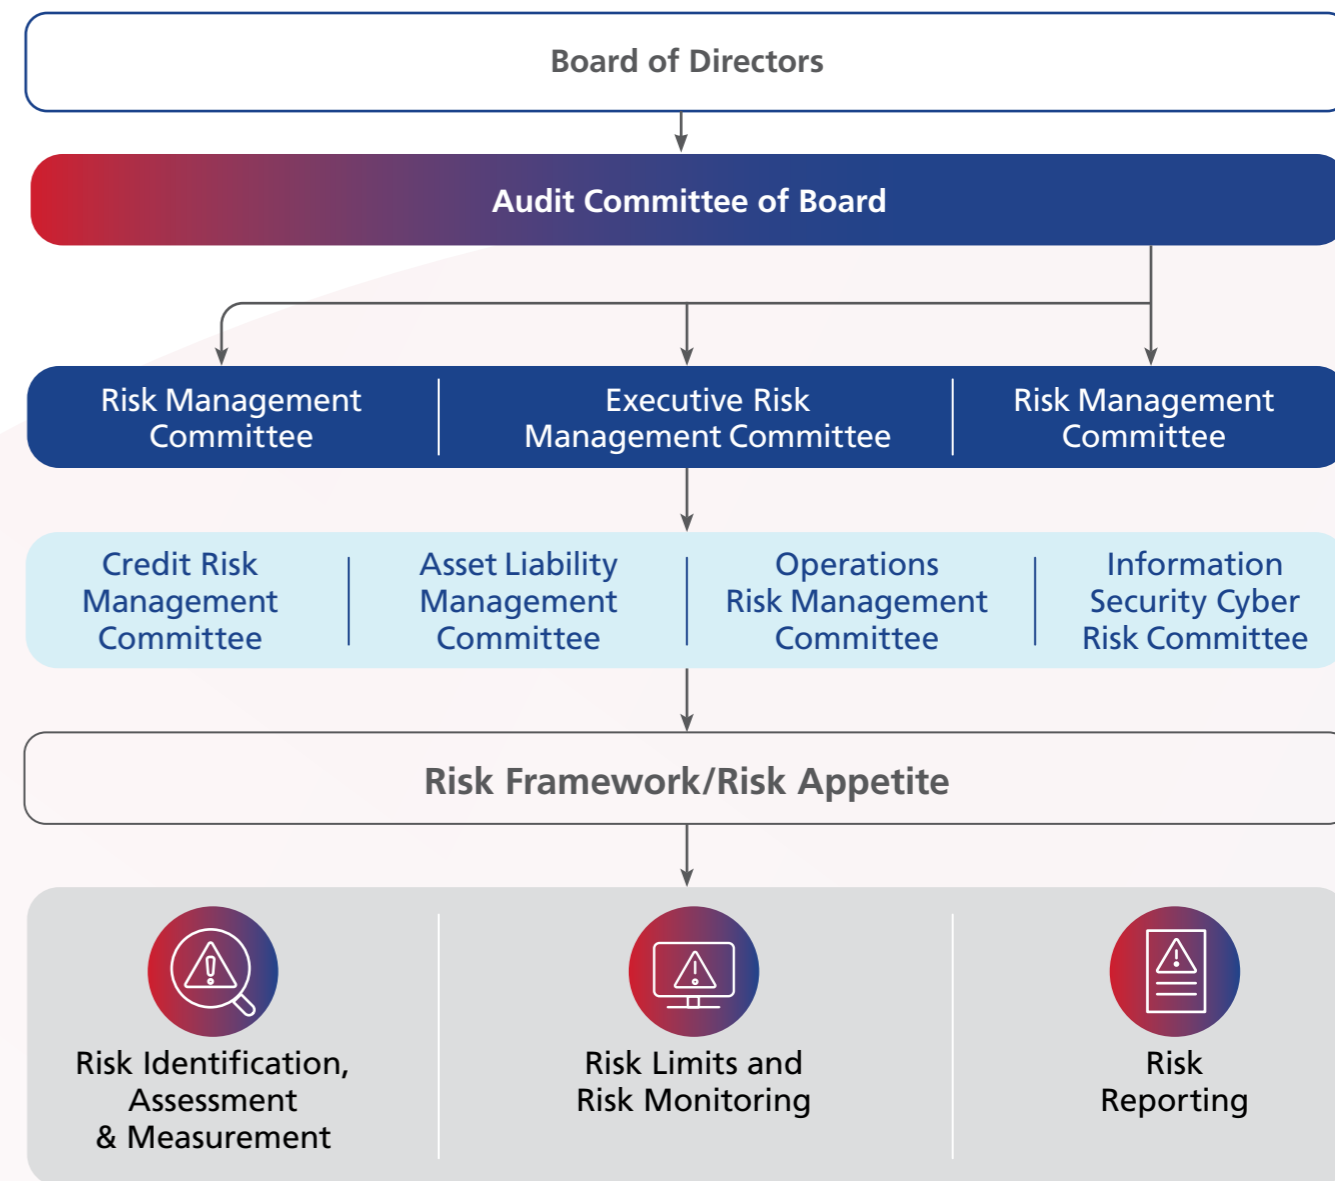 Board of Directors
Audit Committee of Board
Risk Management
Committee
Executive Risk
Management Committee
Risk Management
Committee
Credit Risk
Management
Committee
Asset Liability
Management
Committee
Operations
Risk Management
Committee
Information
Security Cyber
Risk Committee
Risk Framework/Risk Appetite
Risk Identification,
Assessment
& Measurement
Risk Limits and
Risk Monitoring
Risk
Reporting